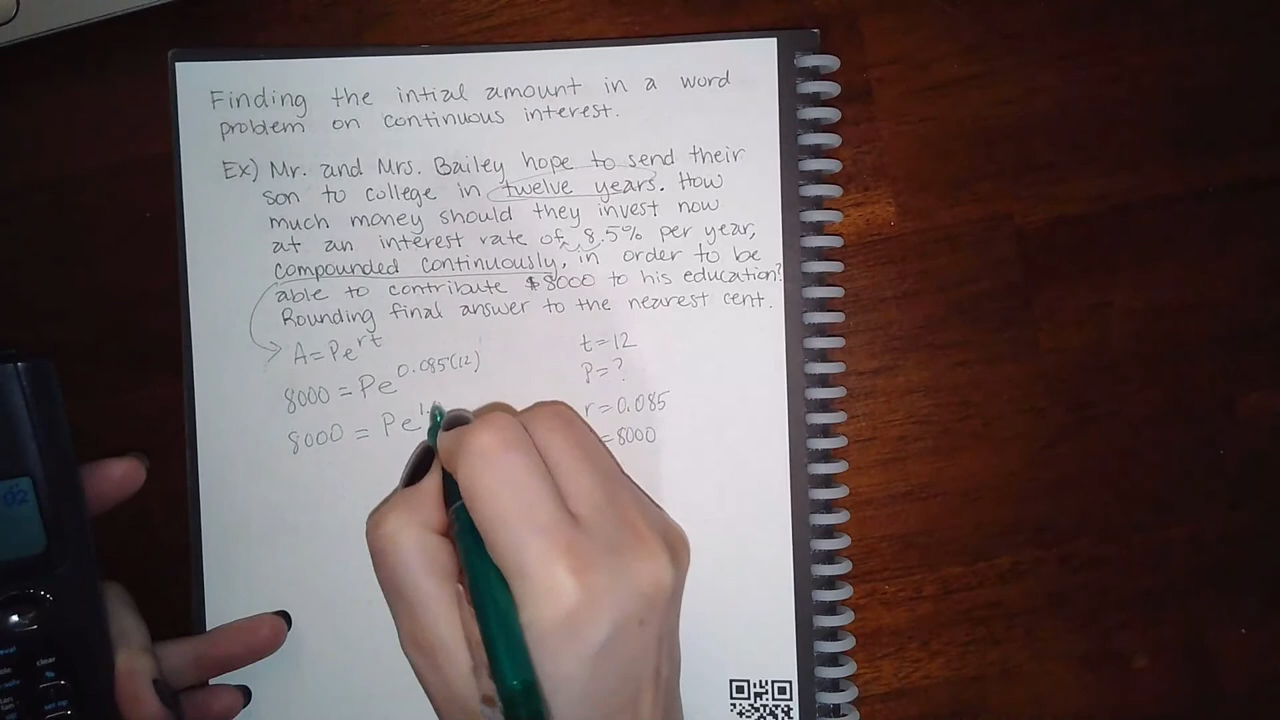 Finding the intial amount in a word
problem on continuous interest.
Ex) Mr. and Mrs. Bailey hope to send their
son to college in twelve years. How
much money should they invest now
at an interest rate of 8.5% per year,
compounded continuously, in order to be
able to contribute $8000 to his education?
Rounding final answer to the nearest cent.
A=Pe^rt
8000 = Pe^0.085(12)
8000 = Pe^1.
t=12
P=?
r=0.085
=8000
02
clear